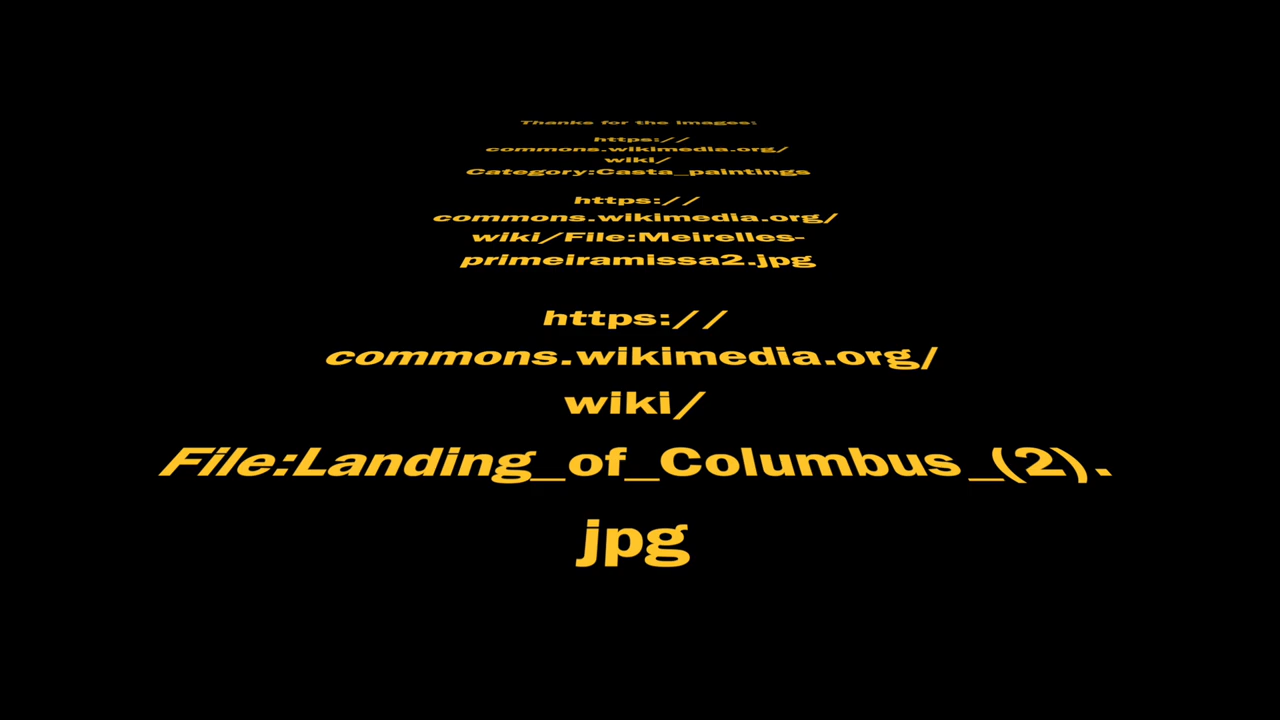 Thanks for the images:
https://
commons.wikimedia.org/
wiki/
Category:Casta_paintings
https://
commons.wikimedia.org/
wiki/File:Meirelles-
primeiramissa2.jpg
https://
commons.wikimedia.org/
wiki/
File:Landing_of_Columbus_(2).
jpg